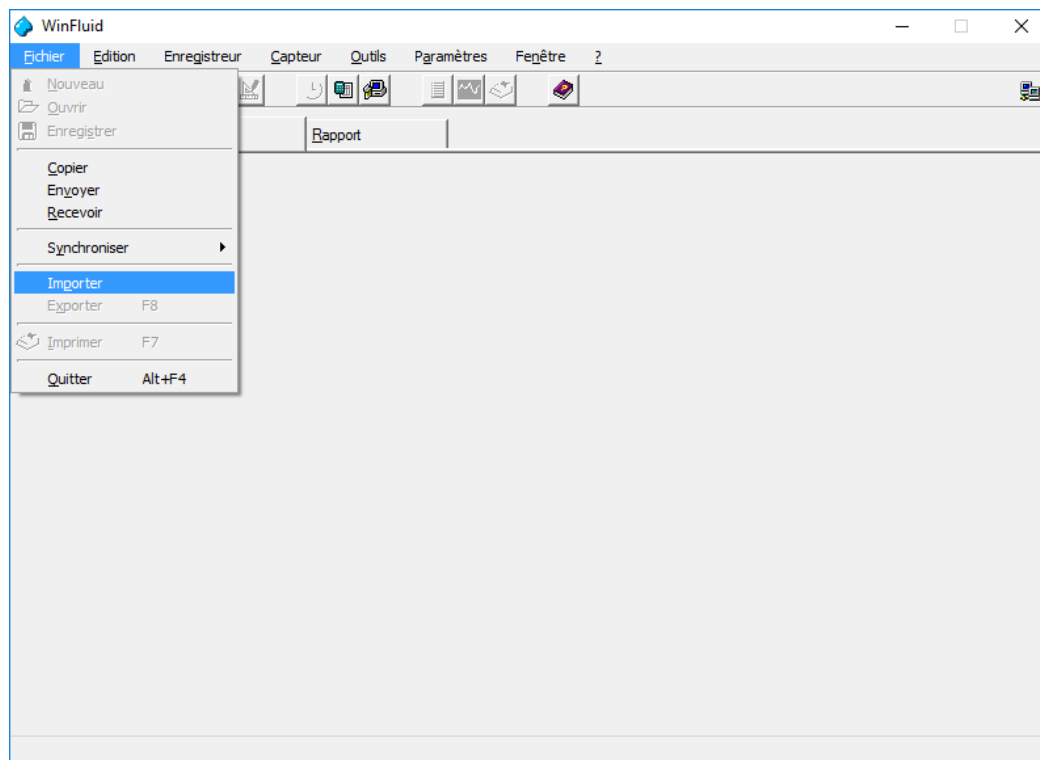 WinFluid
Fichier Edition Enregistreur Capteur Outils Paramètres Fenêtre ?
Nouveau
Ouvrir
Enregistrer
Rapport
Copier
Envoyer
Recevoir
Synchroniser
Importer
Exporter F8
Imprimer F7
Quitter Alt+F4